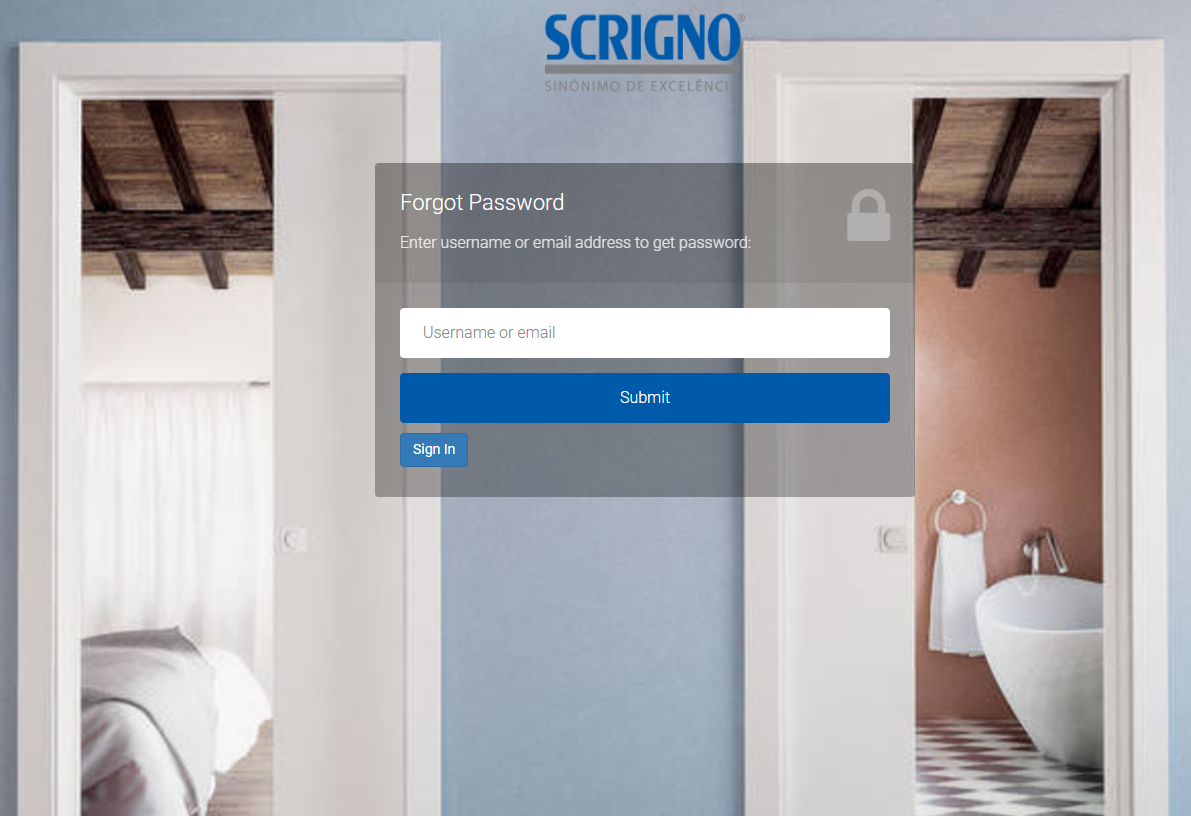 SCRIGNO®
SINÓNIMO DE EXCELÊNCI
Forgot Password
Enter username or email address to get password:
Username or email
Submit
Sign In